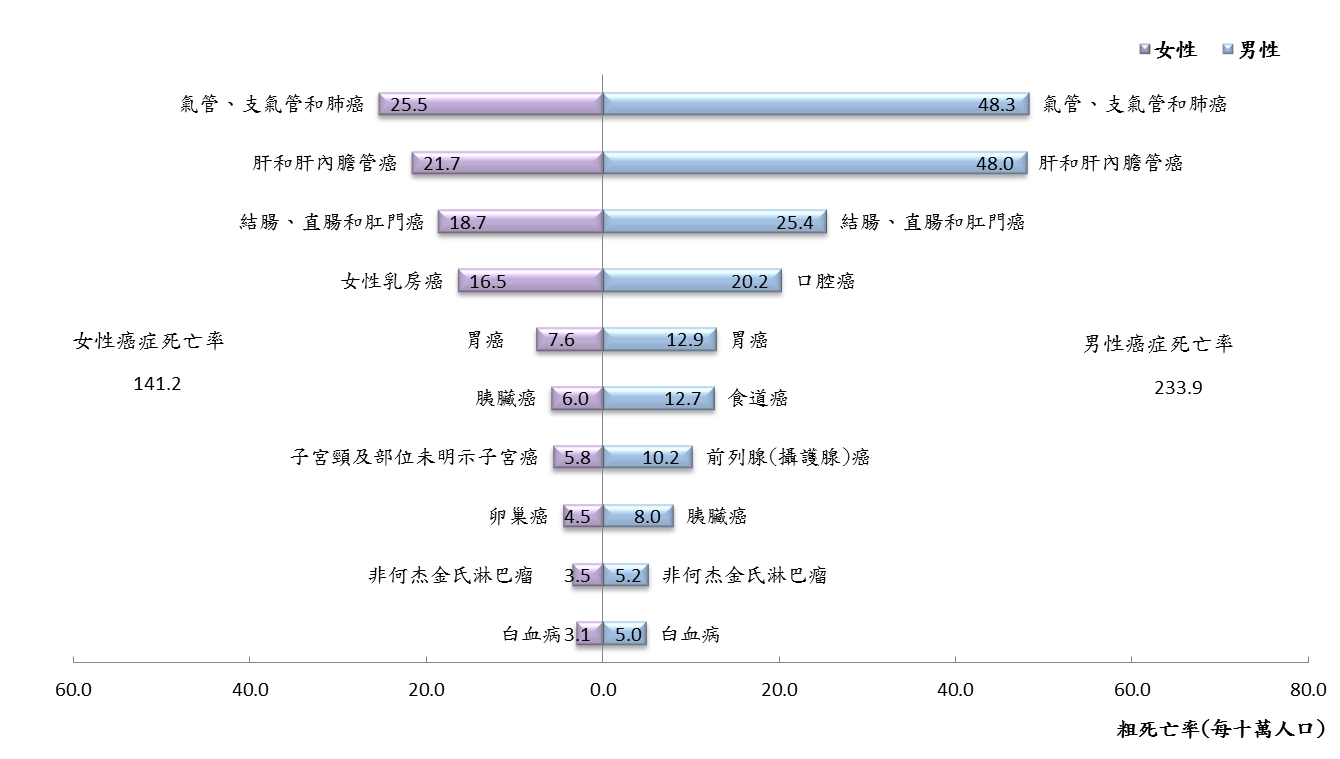 女性 男性
氣管、支氣管和肺癌 25.5 48.3 氣管、支氣管和肺癌
肝和肝內膽管癌 21.7 48.0 肝和肝內膽管癌
結腸、直腸和肛門癌 18.7 25.4 結腸、直腸和肛門癌
女性乳房癌 16.5 20.2 口腔癌
胃癌 7.6 12.9 胃癌
女性癌症死亡率 男性癌症死亡率
141.2 233.9
胰臟癌 6.0 12.7 食道癌
子宮頸及部位未明示子宮癌 5.8 10.2 前列腺(攝護腺)癌
卵巢癌 4.5 8.0 胰臟癌
非何杰金氏淋巴瘤 3.5 5.2 非何杰金氏淋巴瘤
白血病 3.1 5.0 白血病
60.0 40.0 20.0 0.0 20.0 40.0 60.0 80.0
粗死亡率(每十萬人口)